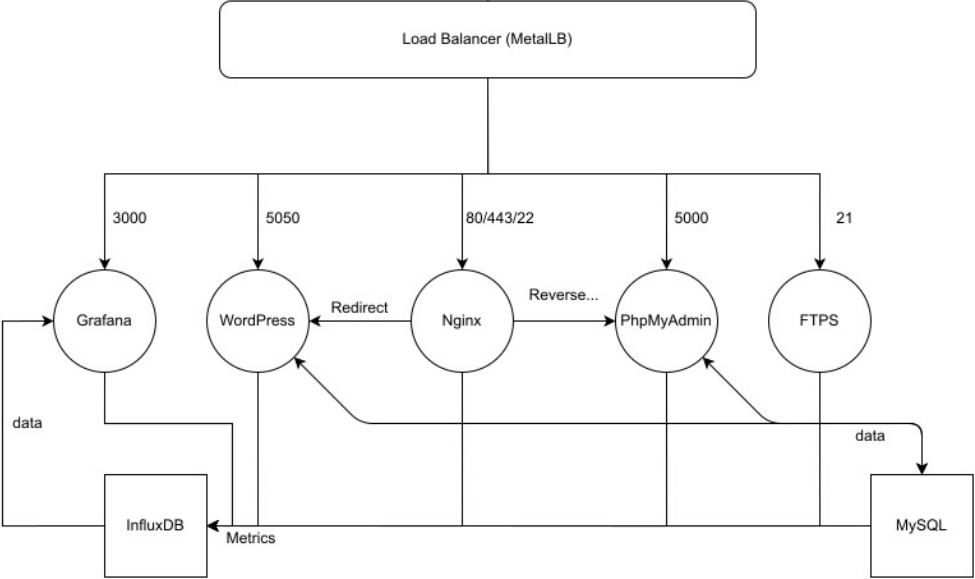 Load Balancer (MetalLB)
3000
5050
80/443/22
5000
21
Grafana
WordPress
Redirect
Nginx
Reverse...
PhpMyAdmin
FTPS
data
data
InfluxDB
Metrics
MySQL